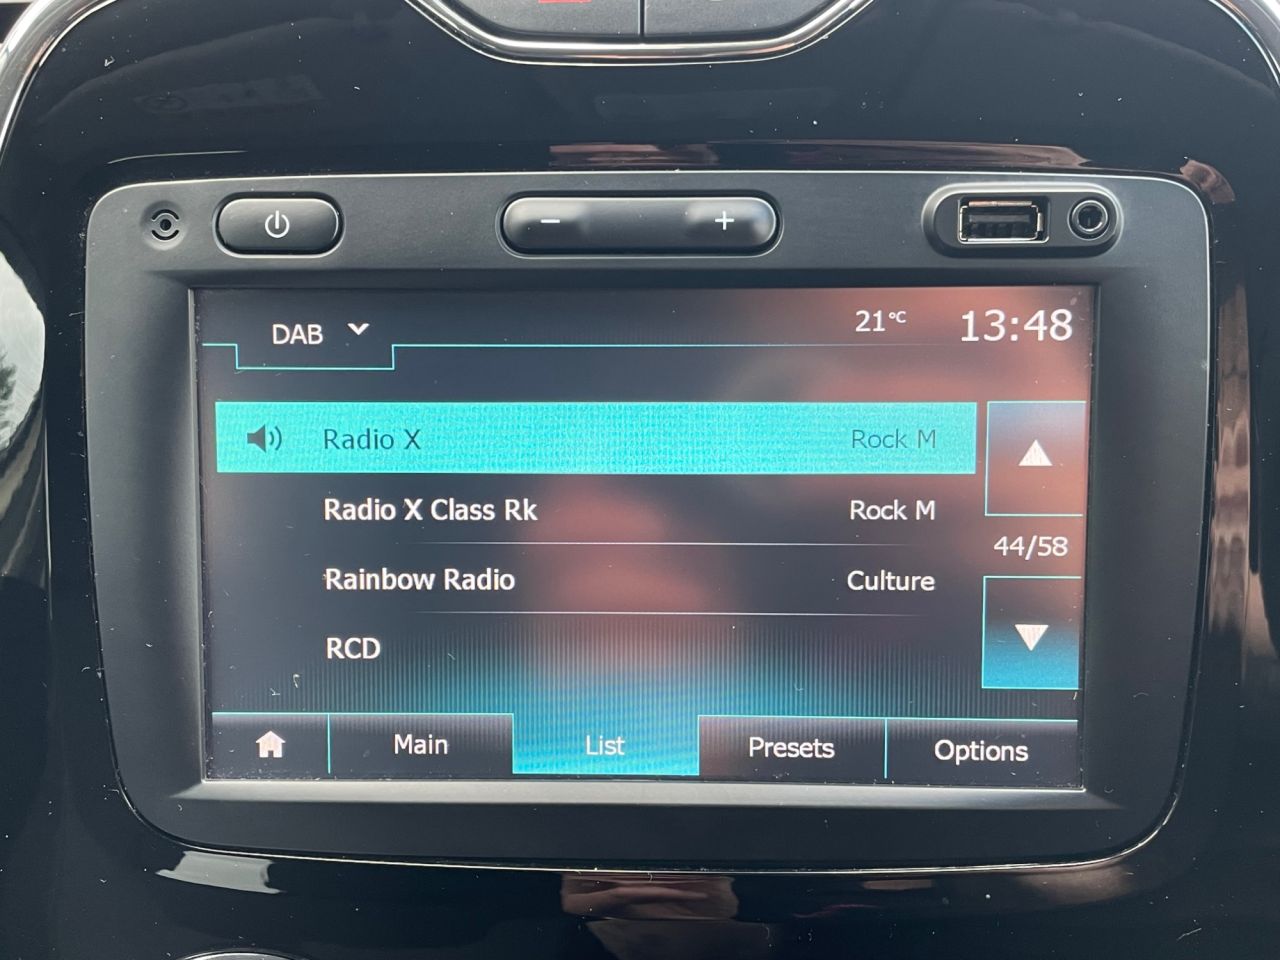 DAB 21°C 13:48
Radio X Rock M
Radio X Class Rk Rock M
44/58
Rainbow Radio Culture
RCD
Main List Presets Options